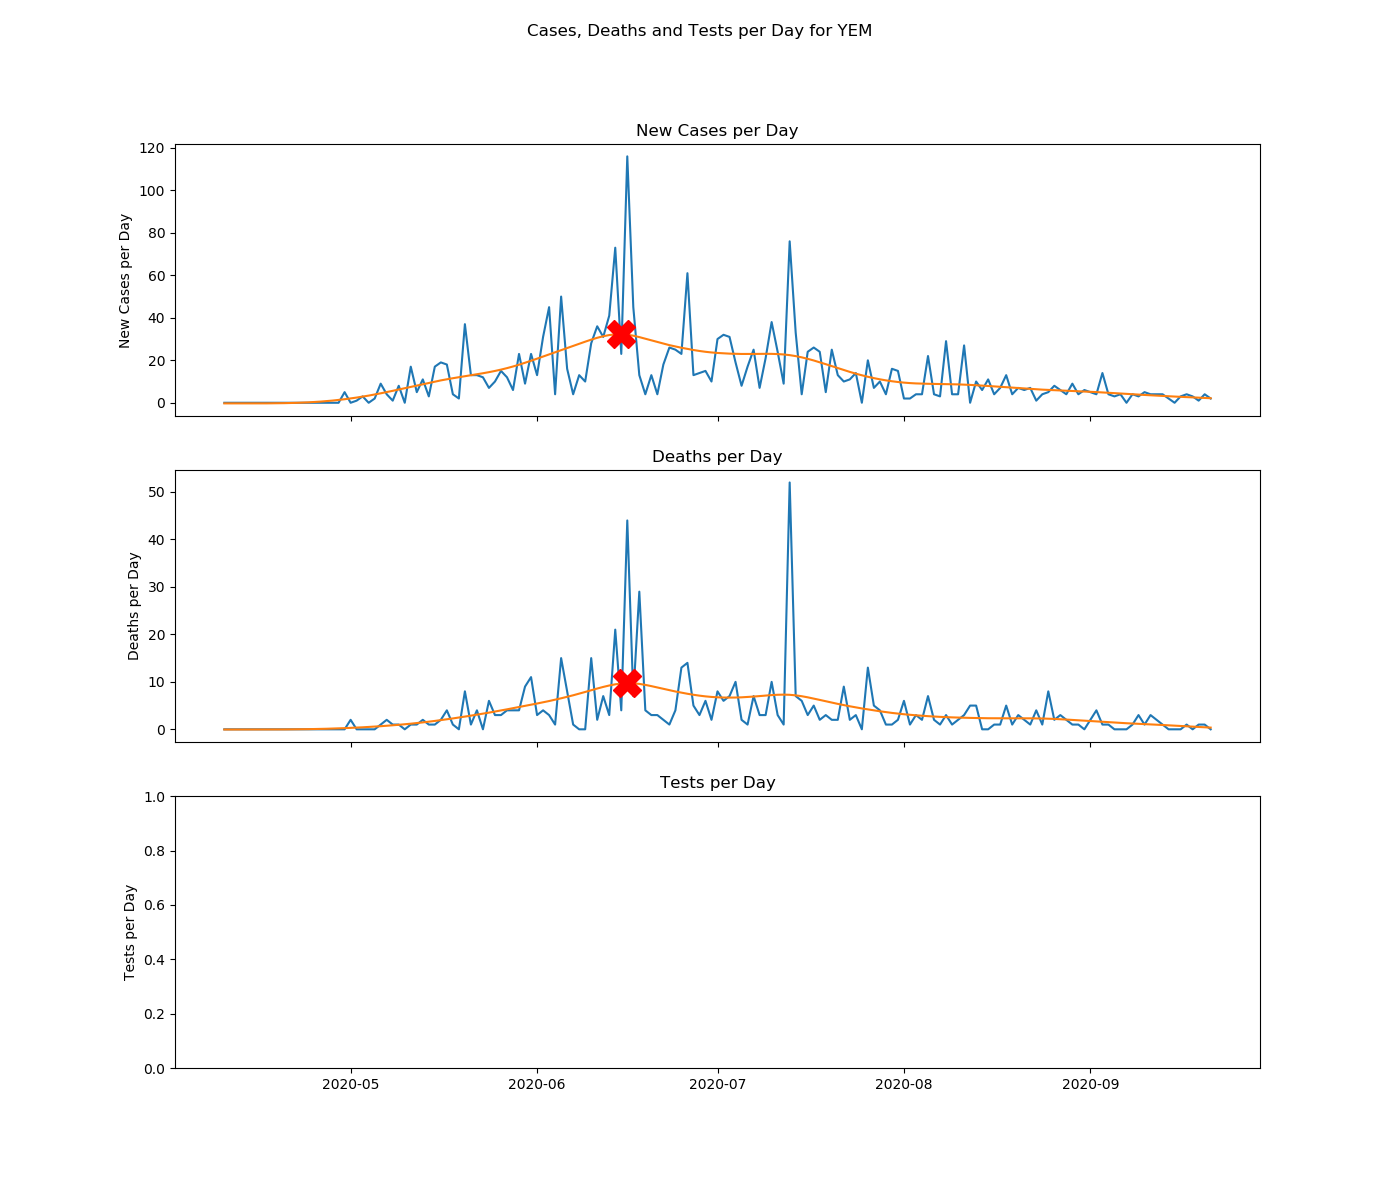 Cases, Deaths and Tests per Day for YEM
New Cases per Day
120
100
80
60
40
20
0
New Cases per Day
Deaths per Day
50
40
30
20
10
0
Deaths per Day
Tests per Day
1.0
0.8
0.6
0.4
0.2
0.0
Tests per Day
2020-05 2020-06 2020-07 2020-08 2020-09